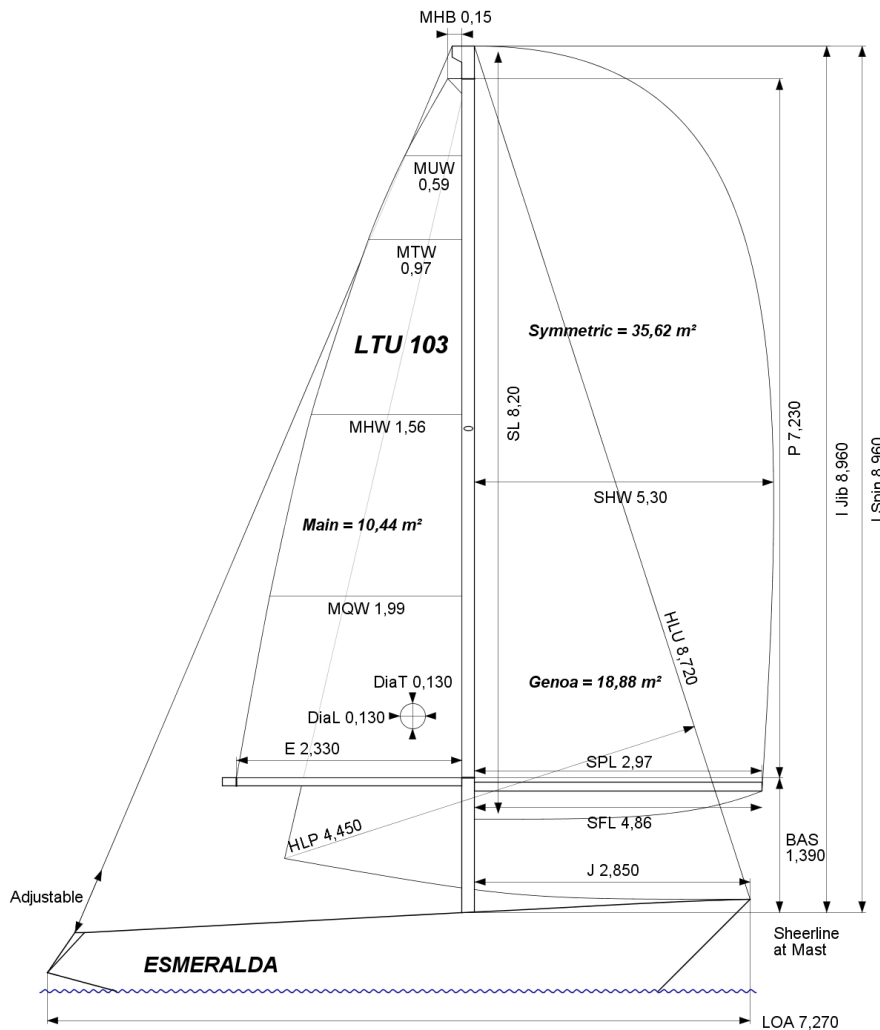 MHB 0,15
MUW
0,59
MTW
0,97
LTU 103
Symmetric = 35,62 m²
SL 8,20
P 7,230
I Jib 8,960
I Spin 8,960
MHW 1,56
SHW 5,30
Main = 10,44 m²
MQW 1,99
HLU 8,720
Genoa = 18,88 m²
DiaT 0,130
DiaL 0,130
E 2,330
SPL 2,97
SFL 4,86
HLP 4,450
BAS
1,390
J 2,850
Adjustable
Sheerline
at Mast
ESMERALDA
LOA 7,270